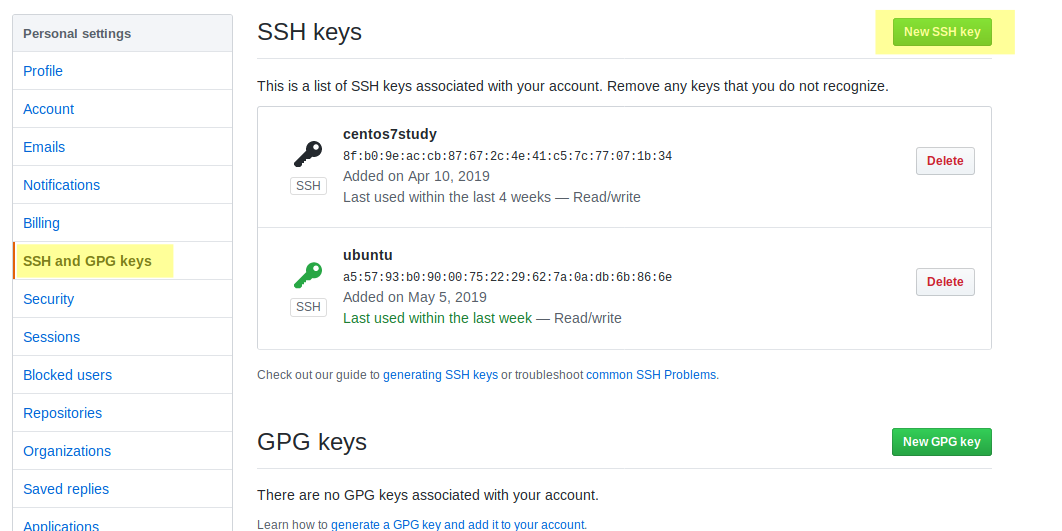 Personal settings
Profile
Account
Emails
Notifications
Billing
SSH and GPG keys
Security
Sessions
Blocked users
Repositories
Organizations
Saved replies
Applications
SSH keys
New SSH key
This is a list of SSH keys associated with your account. Remove any keys that you do not recognize.
centos7study
8f:b0:9e:ac:cb:87:67:2c:4e:41:c5:7c:77:07:1b:34
SSH
Added on Apr 10, 2019
Last used within the last 4 weeks — Read/write
Delete
ubuntu
a5:57:93:b0:90:00:75:22:29:62:7a:0a:db:6b:86:6e
SSH
Added on May 5, 2019
Last used within the last week — Read/write
Delete
Check out our guide to generating SSH keys or troubleshoot common SSH Problems.
GPG keys
New GPG key
There are no GPG keys associated with your account.
Learn how to generate a GPG key and add it to your account.